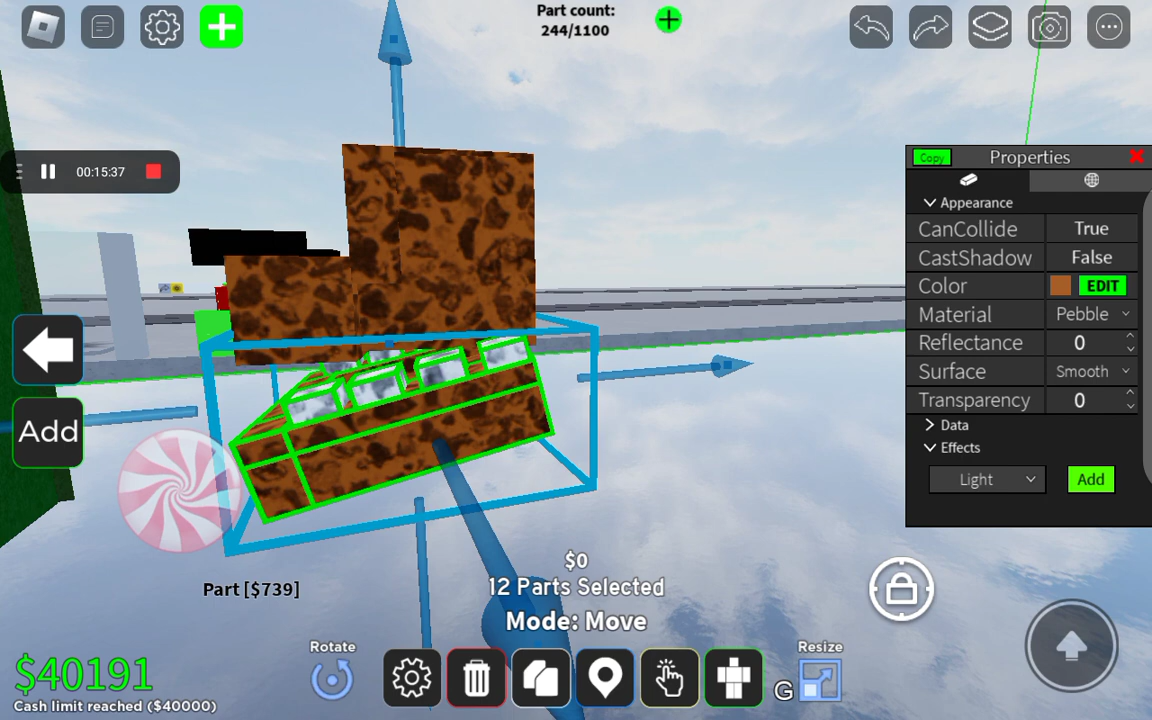 Part count:
244/1100
00:15:37
Copy
Properties
Appearance
CanCollide True
CastShadow False
Color EDIT
Material Pebble
Reflectance 0
Surface Smooth
Transparency 0
Data
Effects
Light Add
Add
Part [$739]
$0
12 Parts Selected
Mode: Move
Rotate
Resize
G
$40191
Cash limit reached ($40000)